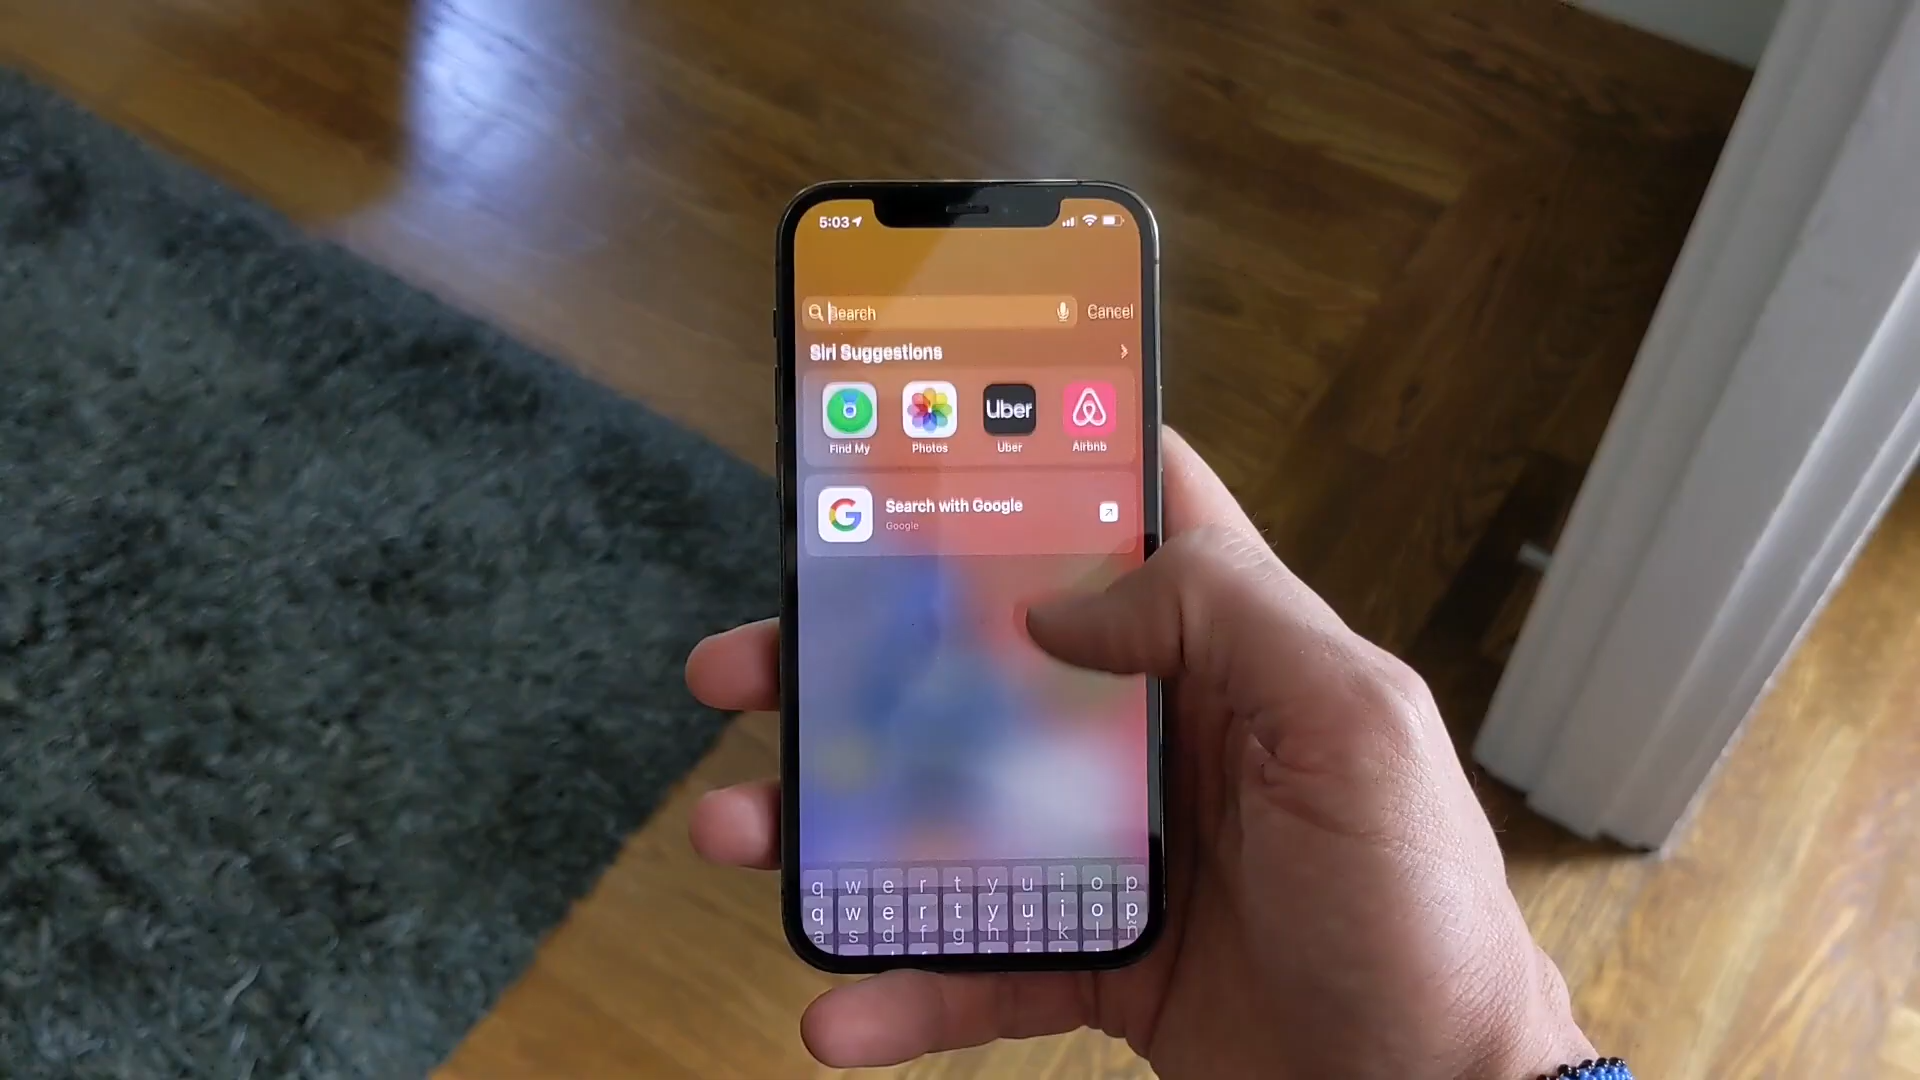 5:03
Search
Cancel
Siri Suggestions
Uber
Find My
Photos
Uber
Airbnb
G
Search with Google
Google
q w e r t y u i o p
q w e r t y u i o p
a s d f g h j k l ñ